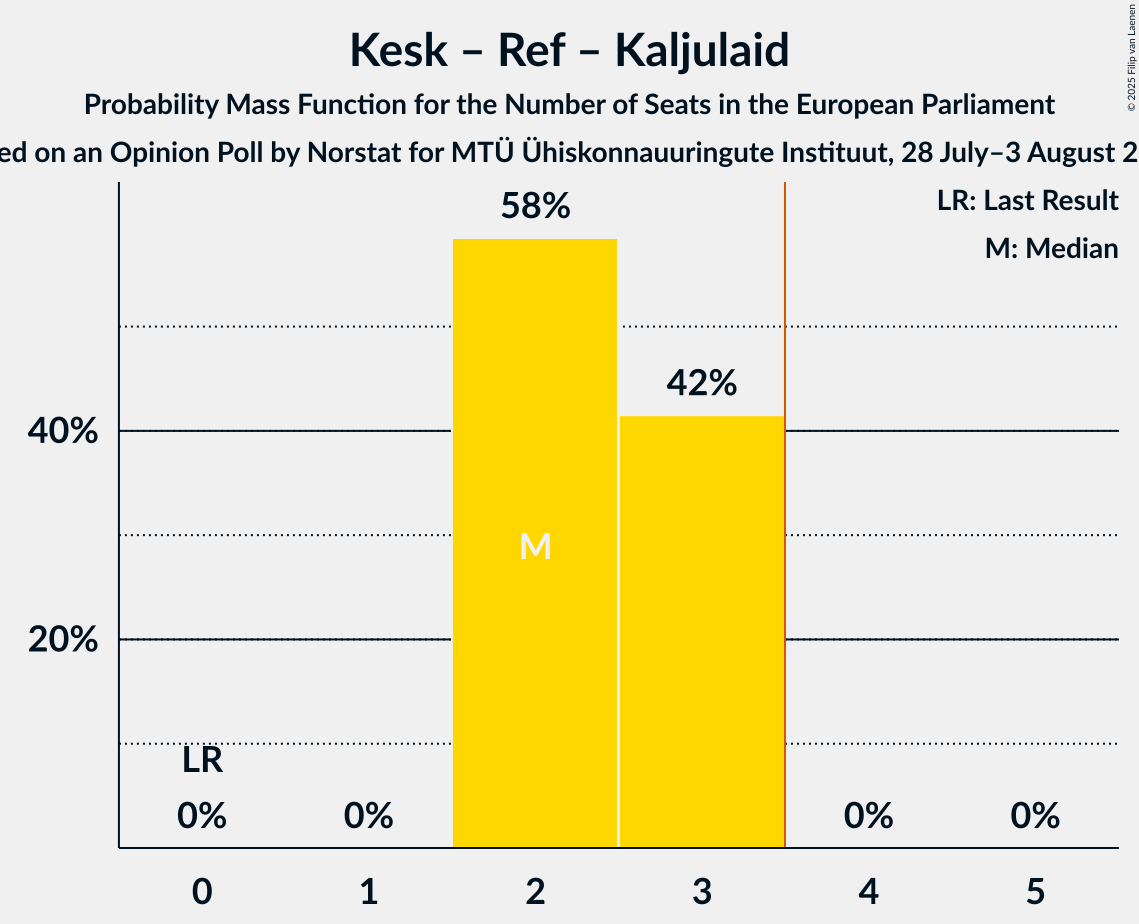 Kesk – Ref – Kaljulaid
Probability Mass Function for the Number of Seats in the European Parliament
ed on an Opinion Poll by Norstat for MTÜ Ühiskonnauuringute Instituut, 28 July–3 August 2
© 2025 Filip van Laenen
LR: Last Result
M: Median
58%
42%
40%
M
20%
LR
0% 0% 0% 0%
0 1 2 3 4 5